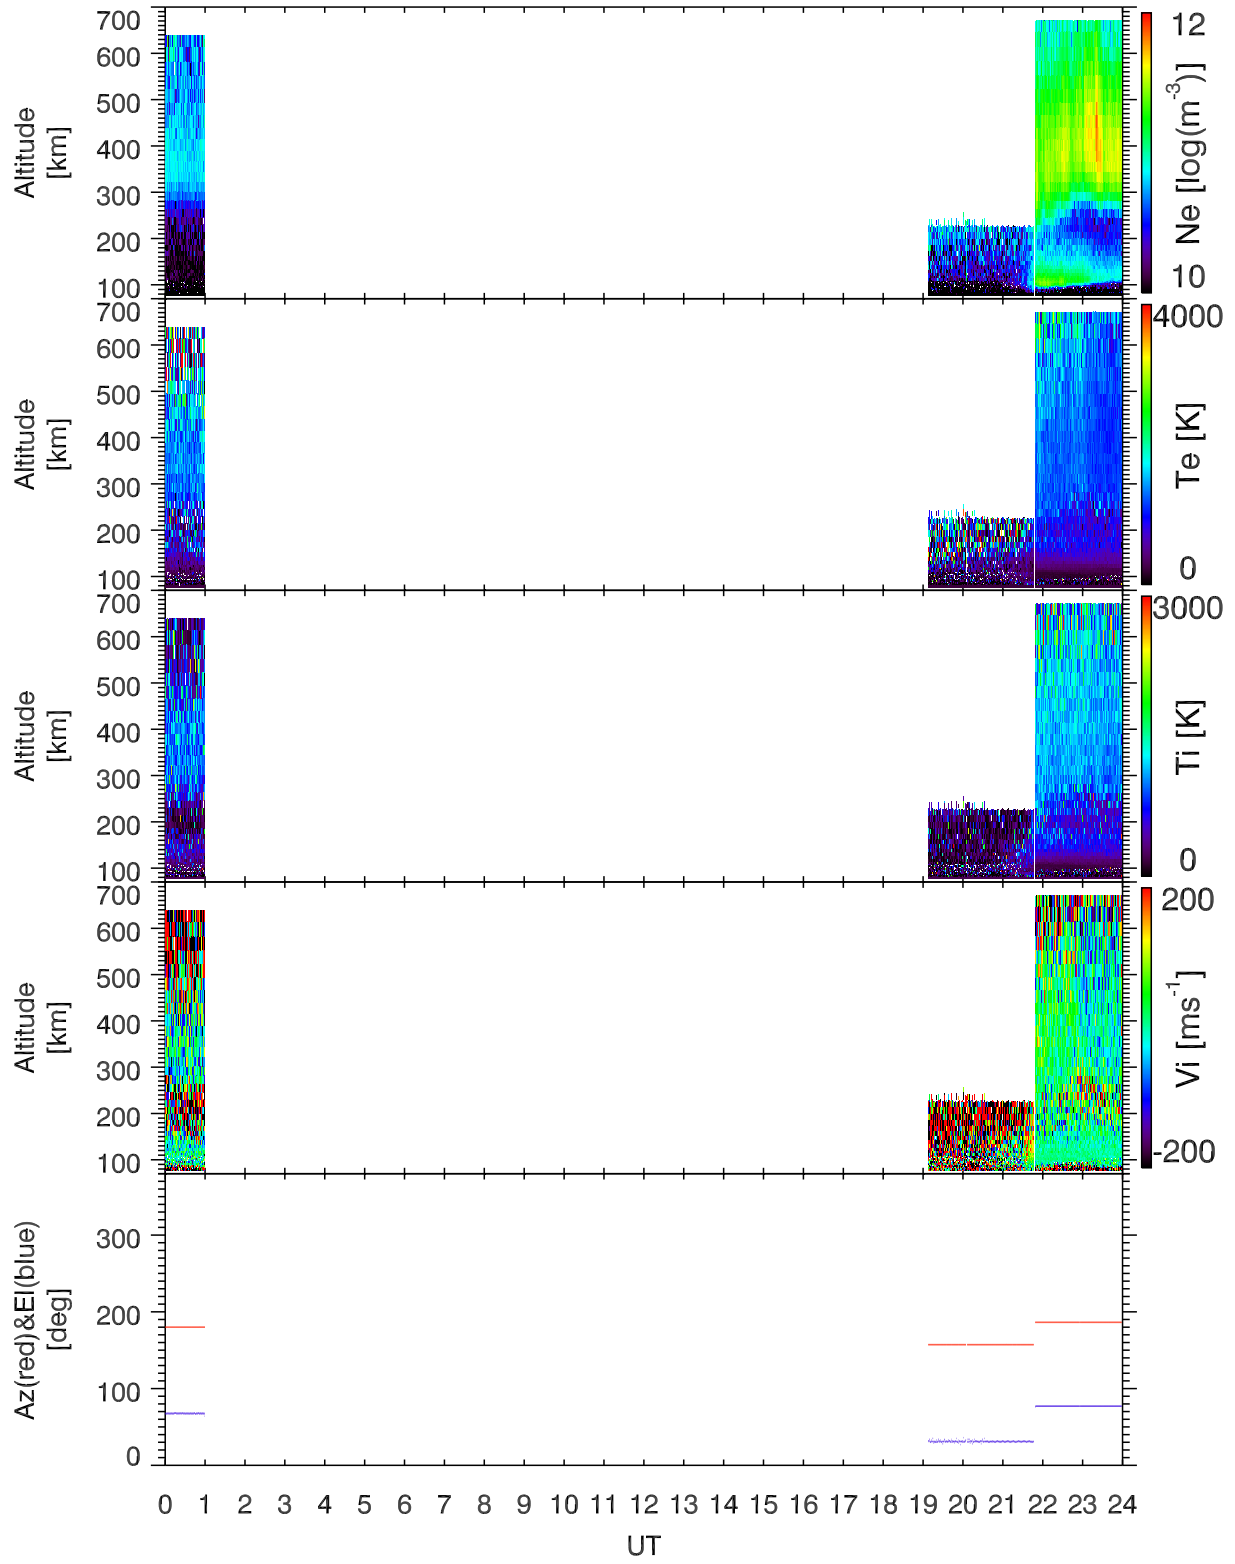 700
600
500
400
300
200
100
Altitude
[km]
12
10
Ne [log(m⁻³)]
700
600
500
400
300
200
100
Altitude
[km]
4000
0
Te [K]
700
600
500
400
300
200
100
Altitude
[km]
3000
0
Ti [K]
700
600
500
400
300
200
100
Altitude
[km]
200
-200
Vi [ms⁻¹]
300
200
100
0
Az(red)&El(blue)
[deg]
0 1 2 3 4 5 6 7 8 9 10 11 12 13 14 15 16 17 18 19 20 21 22 23 24
UT